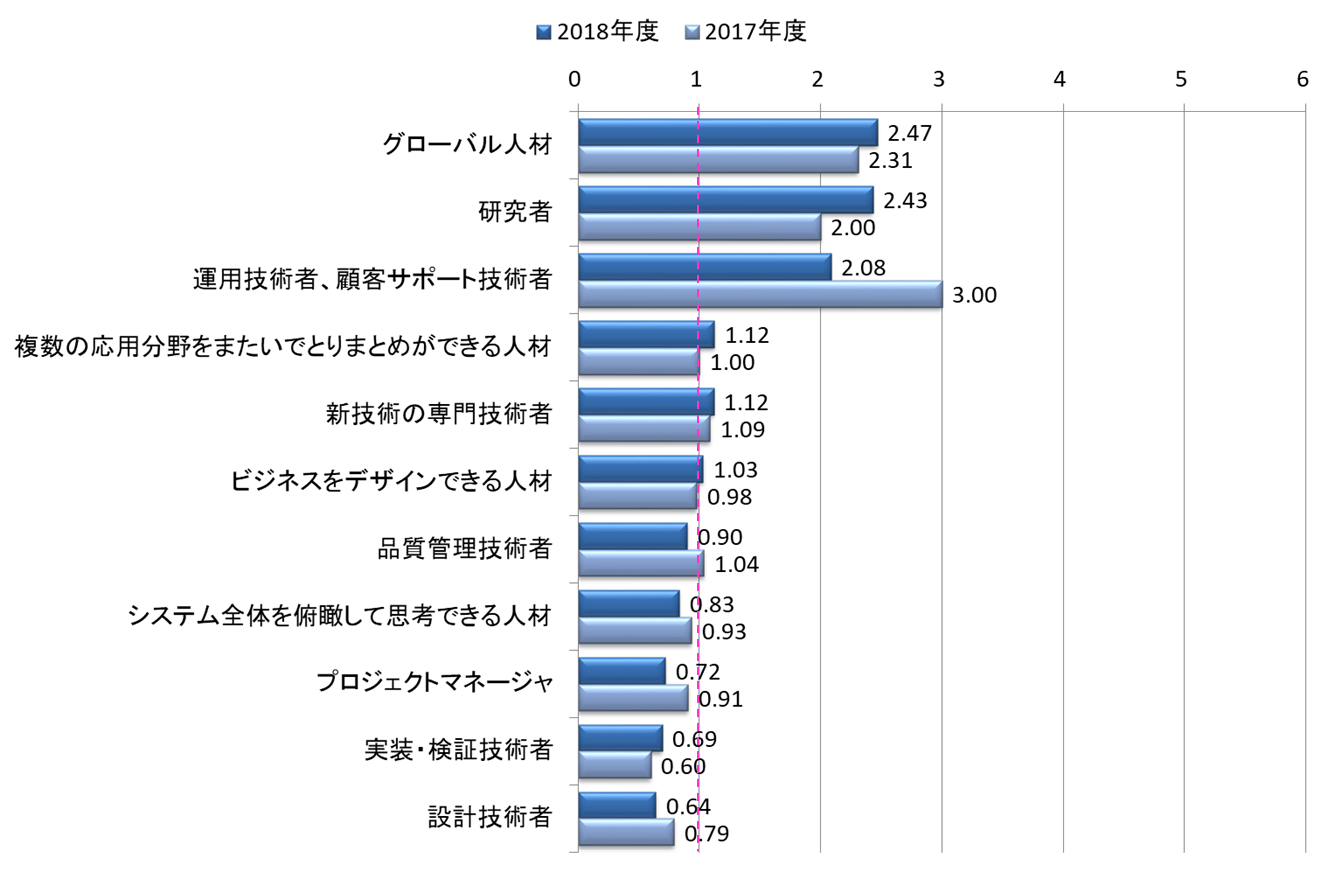 2018年度 2017年度
0 1 2 3 4 5 6
グローバル人材 2.47
2.31
研究者 2.43
2.00
運用技術者、顧客サポート技術者 2.08
3.00
複数の応用分野をまたいでとりまとめができる人材 1.12
1.00
新技術の専門技術者 1.12
1.09
ビジネスをデザインできる人材 1.03
0.98
品質管理技術者 0.90
1.04
システム全体を俯瞰して思考できる人材 0.83
0.93
プロジェクトマネージャ 0.72
0.91
実装・検証技術者 0.69
0.60
設計技術者 0.64
0.79